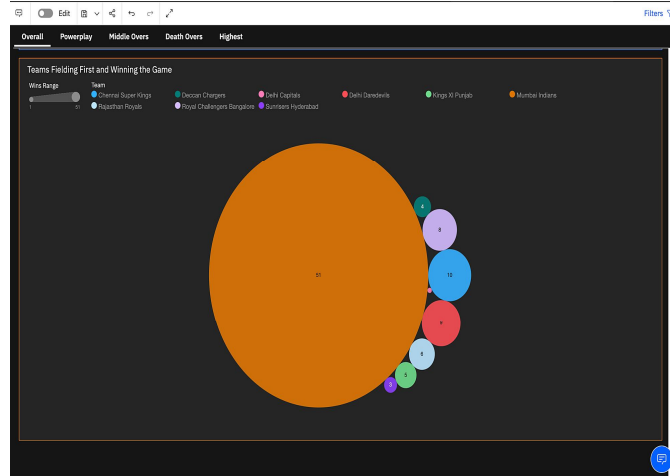 Edit
Filters
Overall Powerplay Middle Overs Death Overs Highest
Teams Fielding First and Winning the Game
Wins Range
1 51
Team
Chennai Super Kings Deccan Chargers Delhi Capitals Delhi Daredevils Kings XI Punjab Mumbai Indians
Rajasthan Royals Royal Challengers Bangalore Sunrisers Hyderabad
4
8
51
10
6
5
3